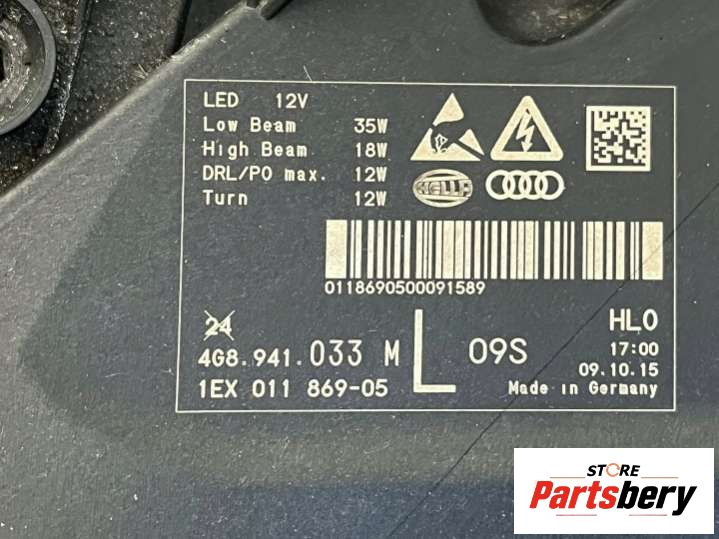 LED 12V
Low Beam 35W
High Beam 18W
DRL/PO max. 12W
Turn 12W
HELLA
0118690500091589
24
4G8.941.033 M
1EX 011 869-05
L
09S
HLO
17:00
09.10.15
Made in Germany
STORE
Partsbery